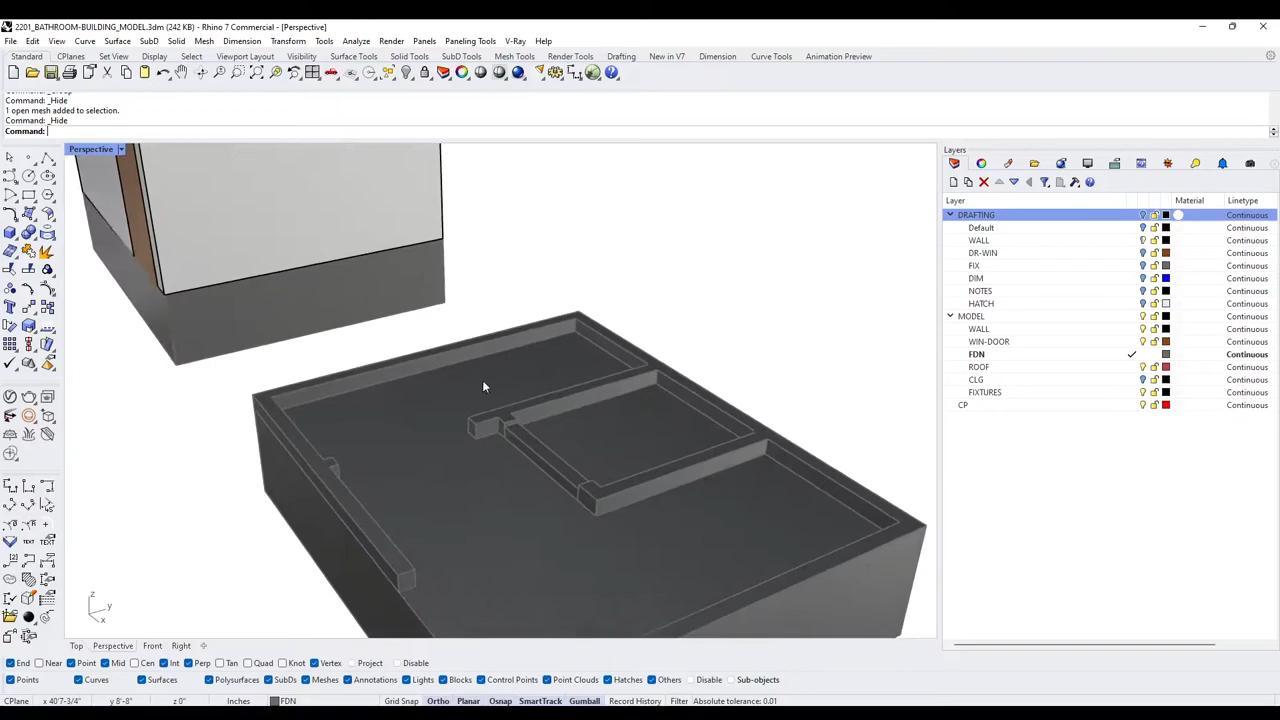 2201_BATHROOM-BUILDING_MODEL.3dm (242 KB) - Rhino 7 Commercial - [Perspective]
File Edit View Curve Surface SubD Solid Mesh Dimension Transform Tools Analyze Render Panels Paneling Tools V-Ray Help
Standard CPlanes Set View Display Select Viewport Layout Visibility Surface Tools Solid Tools SubD Tools Mesh Tools Render Tools Drafting New in V7 Dimension Curve Tools Animation Preview
Command: _Hide
1 open mesh added to selection.
Command: _Hide
Command:
Perspective
Layers
Layer Material Linetype
DRAFTING Continuous
Default Continuous
WALL Continuous
DR-WIN Continuous
FIX Continuous
DIM Continuous
NOTES Continuous
HATCH Continuous
MODEL Continuous
WALL Continuous
WIN-DOOR Continuous
FDN Continuous
ROOF Continuous
CLG Continuous
FIXTURES Continuous
CP Continuous
z
y
x
Top Perspective Front Right
End Near Point Mid Cen Int Perp Tan Quad Knot Vertex Project Disable
Points Curves Surfaces Polysurfaces SubDs Meshes Annotations Lights Blocks Control Points Point Clouds Hatches Others Disable Sub-objects
CPlane x 40'7-3/4" y 8'-8" z 0" Inches FDN Grid Snap Ortho Planar Osnap SmartTrack Gumball Record History Filter Absolute tolerance: 0.01